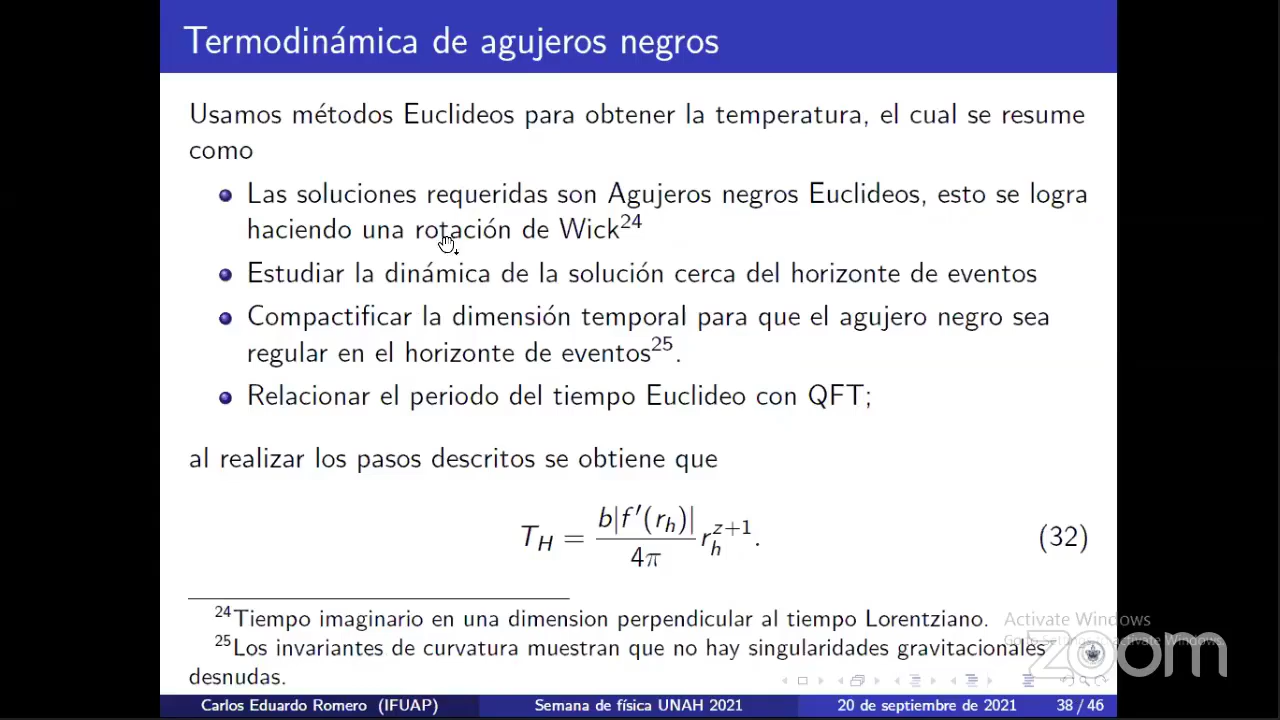 Termodinámica de agujeros negros
Usamos métodos Euclideos para obtener la temperatura, el cual se resume
como
Las soluciones requeridas son Agujeros negros Euclideos, esto se logra
haciendo una rotación de Wick²⁴
Estudiar la dinámica de la solución cerca del horizonte de eventos
Compactificar la dimensión temporal para que el agujero negro sea
regular en el horizonte de eventos²⁵.
Relacionar el periodo del tiempo Euclideo con QFT;
al realizar los pasos descritos se obtiene que
T_H = \frac{b|f'(r_h)|}{4π} r_h^{z+1}. (32)
²⁴Tiempo imaginario en una dimension perpendicular al tiempo Lorentziano.
Activate Windows
²⁵Los invariantes de curvatura muestran que no hay singularidades gravitacionales
desnudas.
zoom
Carlos Eduardo Romero (IFUAP) Semana de física UNAH 2021 20 de septiembre de 2021 38 / 46